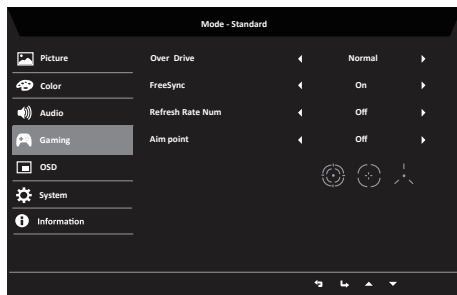 Mode - Standard
Picture
Over Drive Normal
Color
FreeSync On
Audio
Refresh Rate Num Off
Gaming
Aim point Off
OSD
System
Information